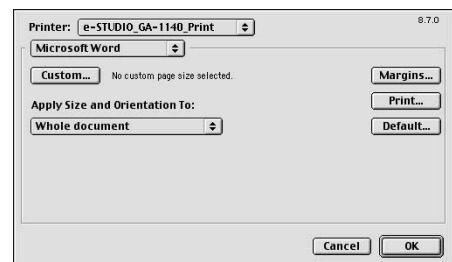 Printer: e-STUDIO_GA-1140_Print 8.7.0
Microsoft Word
Custom... No custom page size selected. Margins...
Apply Size and Orientation To: Print...
Whole document Default...
Cancel OK